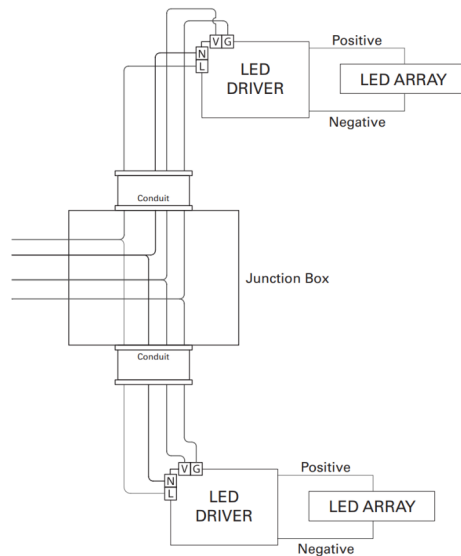 V G
N
L
LED
DRIVER
Positive
LED ARRAY
Negative
Conduit
Junction Box
Conduit
V G
N
L
LED
DRIVER
Positive
LED ARRAY
Negative